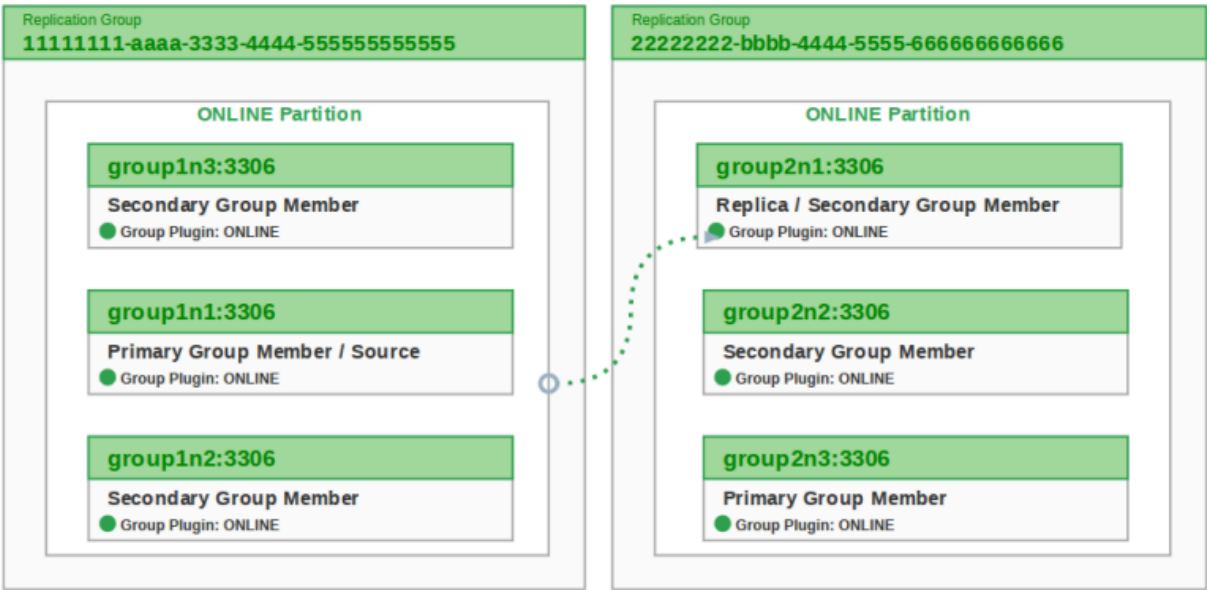 Replication Group
11111111-aaaa-3333-4444-555555555555
ONLINE Partition
group1n3:3306
Secondary Group Member
Group Plugin: ONLINE
group1n1:3306
Primary Group Member / Source
Group Plugin: ONLINE
group1n2:3306
Secondary Group Member
Group Plugin: ONLINE
Replication Group
22222222-bbbb-4444-5555-666666666666
ONLINE Partition
group2n1:3306
Replica / Secondary Group Member
Group Plugin: ONLINE
group2n2:3306
Secondary Group Member
Group Plugin: ONLINE
group2n3:3306
Primary Group Member
Group Plugin: ONLINE